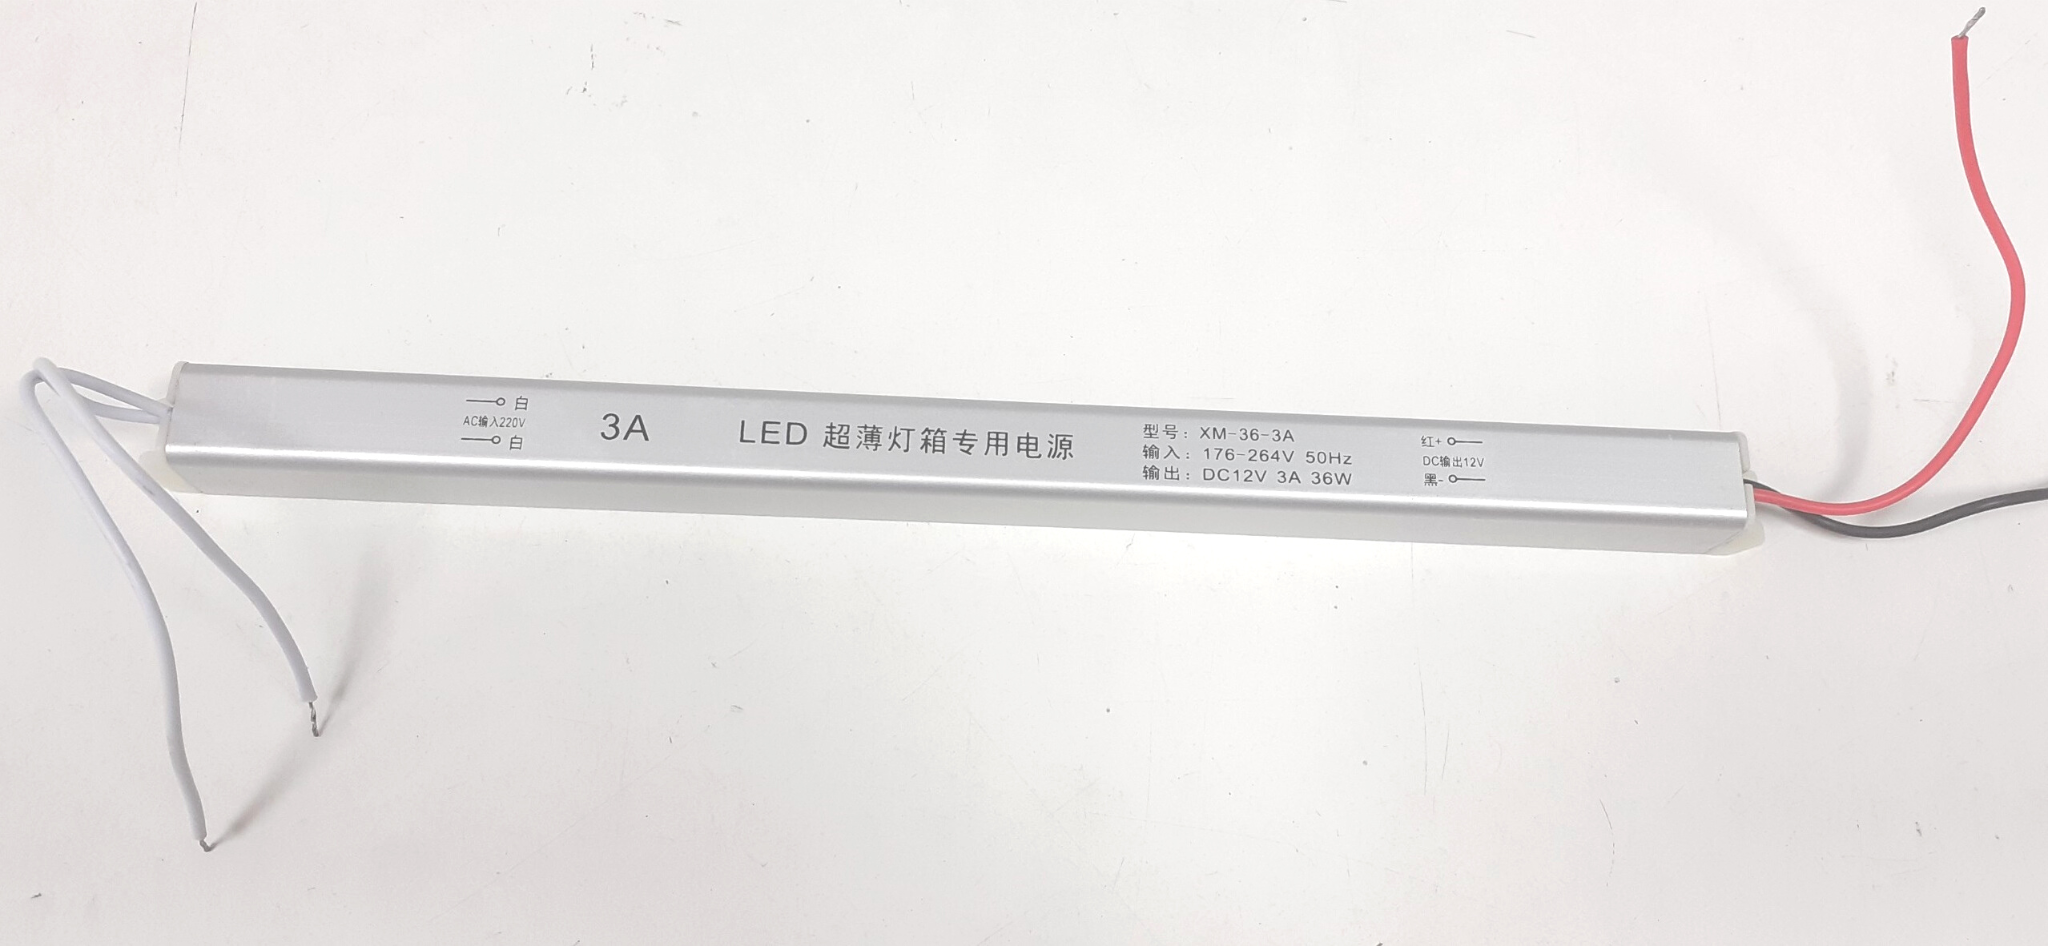 白
AC输入220V
白
3A
LED 超薄灯箱专用电源
型号：XM-36-3A
输入：176-264V 50Hz
输出：DC12V 3A 36W
红+
DC输出12V
黑-